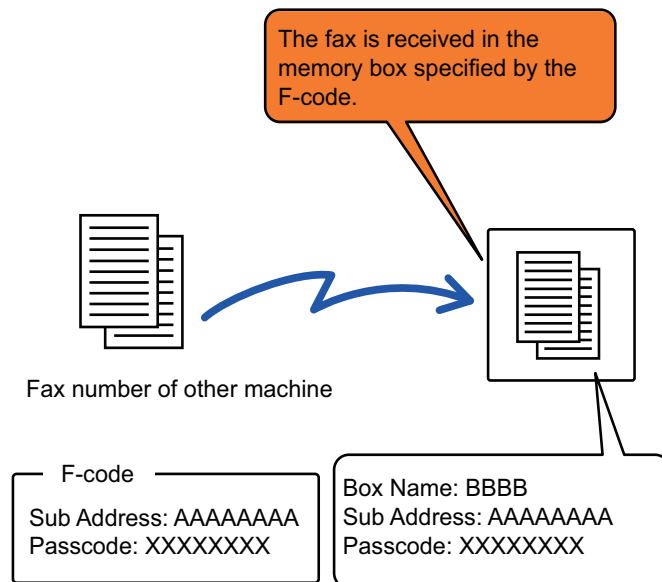 The fax is received in the
memory box specified by the
F-code.
Fax number of other machine
F-code
Sub Address: AAAAAAAA
Passcode: XXXXXXXX
Box Name: BBBB
Sub Address: AAAAAAAA
Passcode: XXXXXXXX